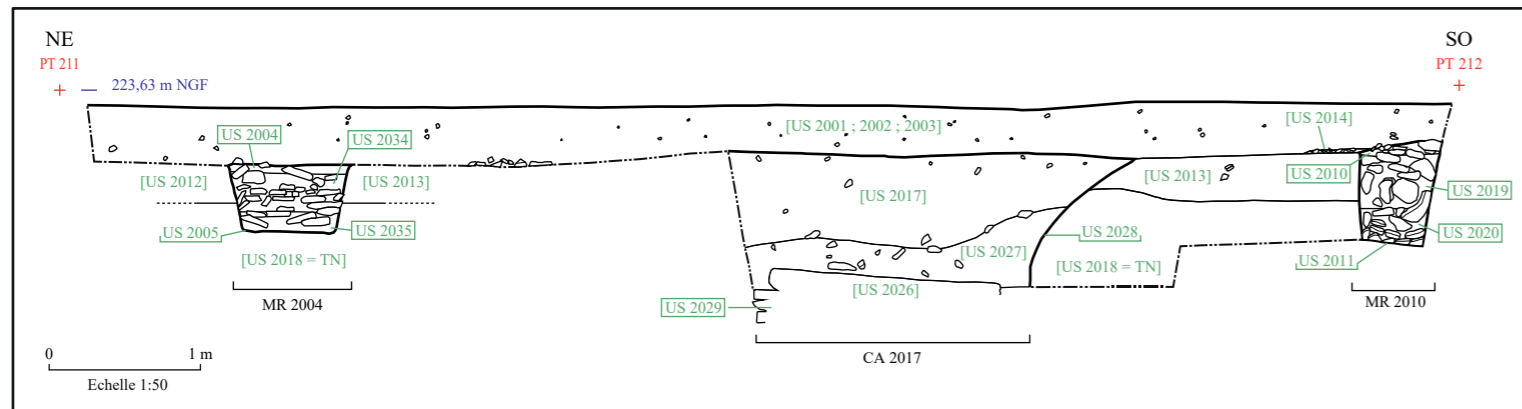 NE
SO
PT 211
PT 212
223,63 m NGF
[US 2001 ; 2002 ; 2003]
[US 2014]
US 2004
US 2034
[US 2012]
[US 2013]
[US 2013]
US 2010
[US 2017]
US 2019
US 2005
US 2035
US 2028
US 2020
[US 2027]
[US 2018 = TN]
[US 2018 = TN]
US 2011
[US 2026]
MR 2004
US 2029
MR 2010
CA 2017
0
1 m
Echelle 1:50